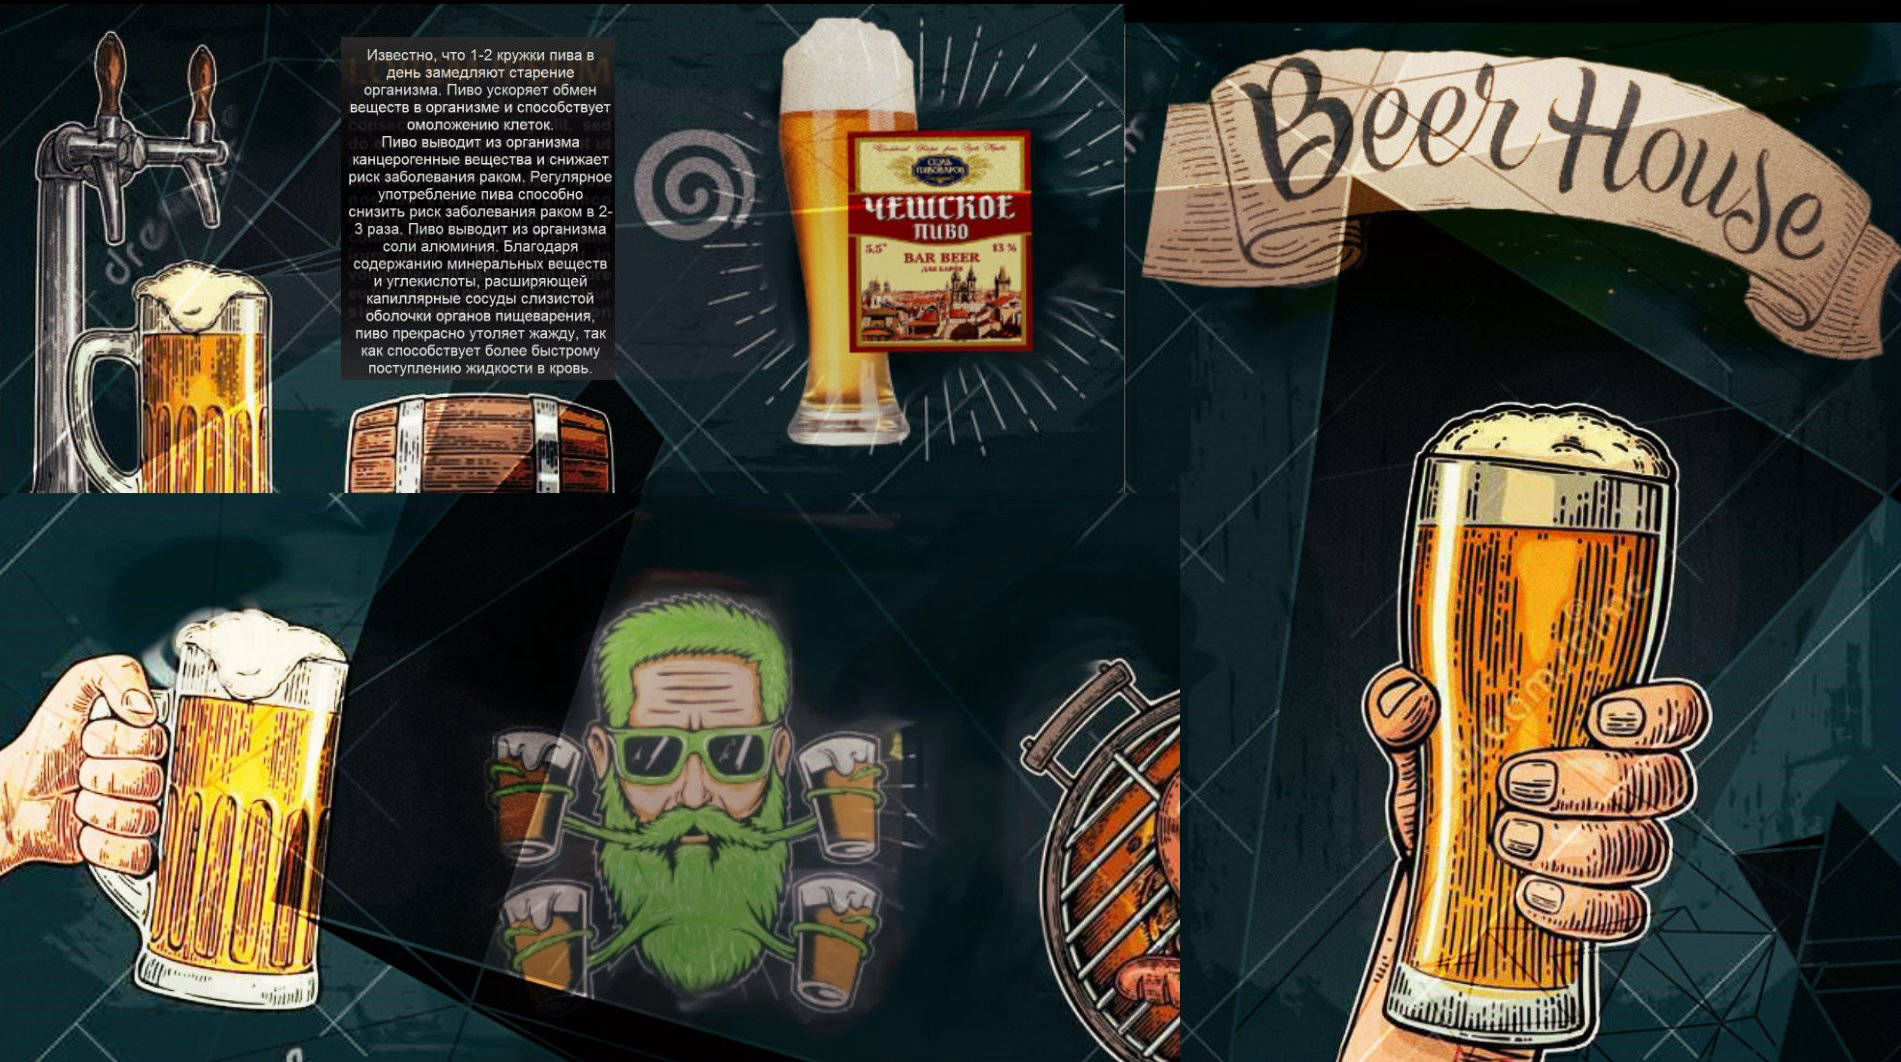 Известно, что 1-2 кружки пива в
день замедляют старение
организма. Пиво ускоряет обмен
веществ в организме и способствует
омоложению клеток.
Пиво выводит из организма
канцерогенные вещества и снижает
риск заболевания раком. Регулярное
употребление пива способно
снизить риск заболевания раком в 2-
3 раза. Пиво выводит из организма
соли алюминия. Благодаря
содержанию минеральных веществ
и углекислоты, расширяющей
капиллярные сосуды слизистой
оболочки органов пищеварения,
пиво прекрасно утоляет жажду, так
как способствует более быстрому
поступлению жидкости в кровь.
СЕМЬ
ПИВОВАРОВ
ЧЕШСКОЕ
ПИВО
5.5° 13 %
BAR BEER
ДЛЯ БАРОВ
Beer House